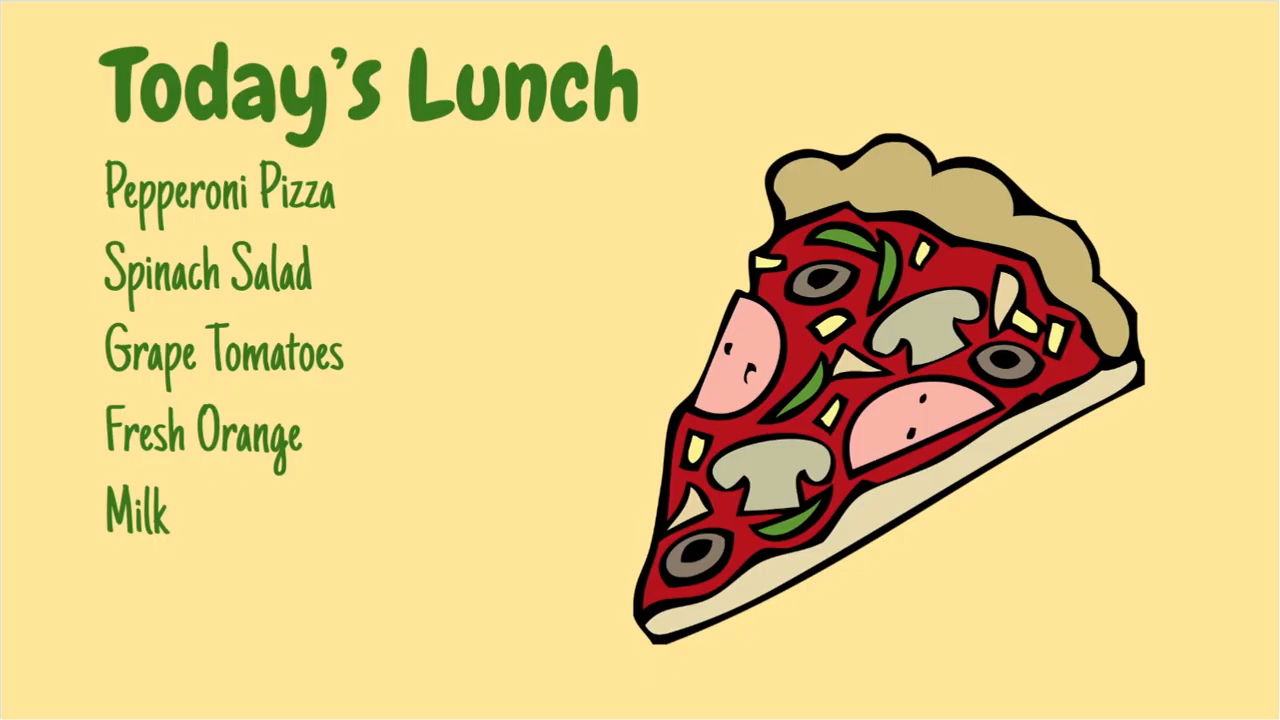 Today's Lunch
Pepperoni Pizza
Spinach Salad
Grape Tomatoes
Fresh Orange
Milk